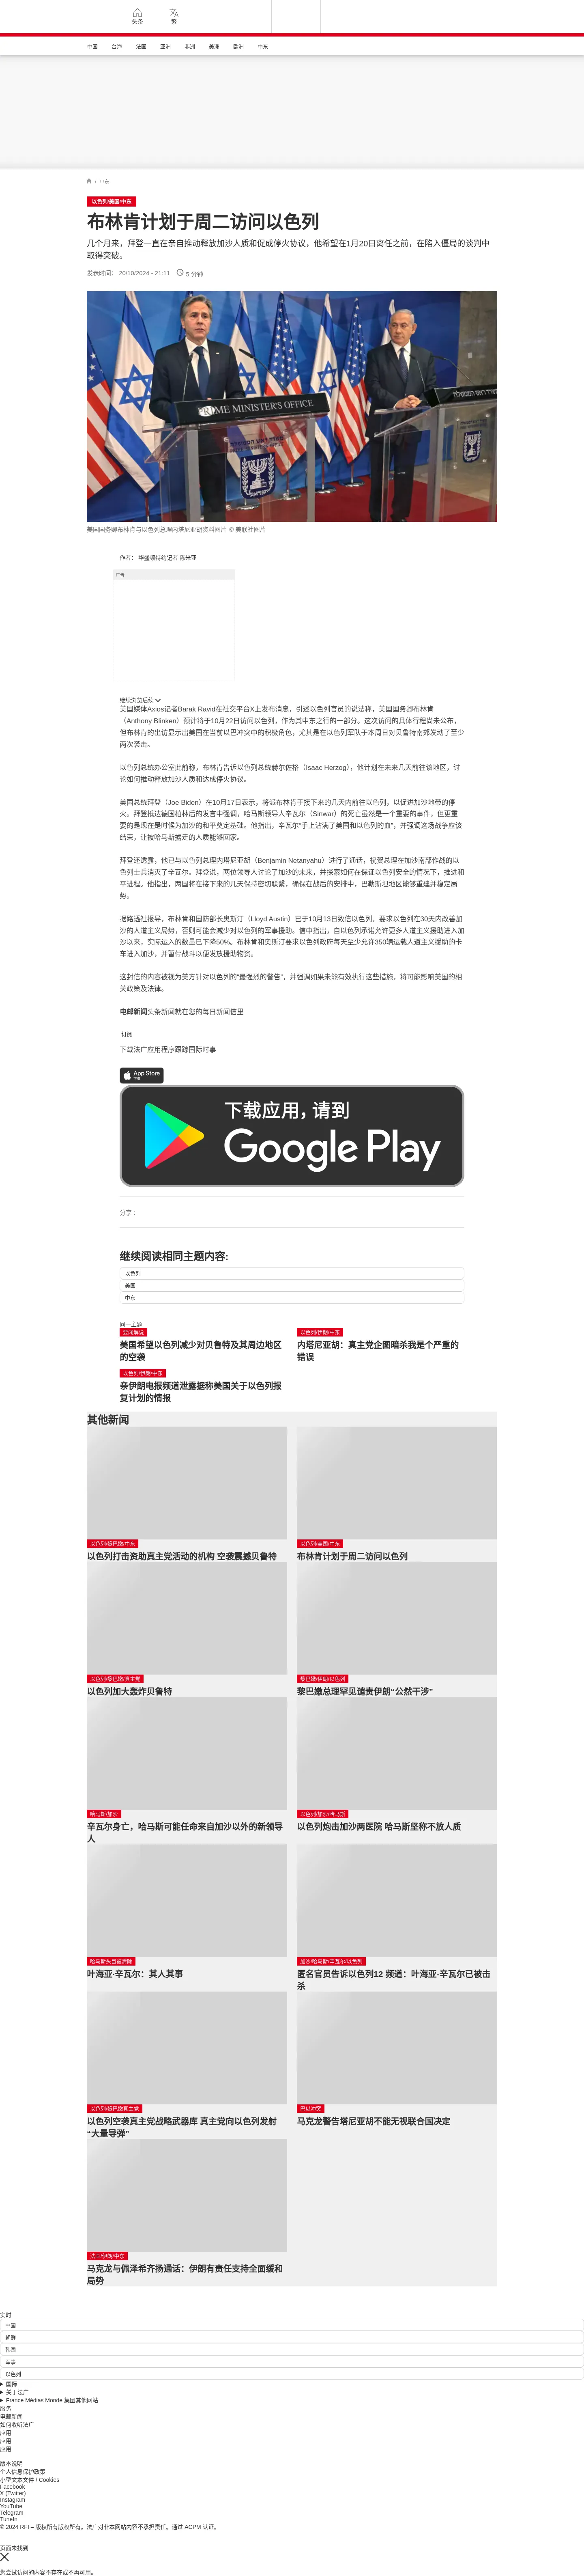 头条
繁
中国
台海
法国
亚洲
非洲
美洲
欧洲
中东
/ 中东
以色列/美国/中东
布林肯计划于周二访问以色列
几个月来，拜登一直在亲自推动释放加沙人质和促成停火协议，他希望在1月20日离任之前，在陷入僵局的谈判中
取得突破。
发表时间： 20/10/2024 - 21:11
5 分钟
PRIME MINISTER'S OFFICE
美国国务卿布林肯与以色列总理内塔尼亚胡资料图片 © 美联社图片
作者： 华盛顿特约记者 陈米亚
广告
继续浏览后续
美国媒体Axios记者Barak Ravid在社交平台X上发布消息，引述以色列官员的说法称，美国国务卿布林肯
（Anthony Blinken）预计将于10月22日访问以色列，作为其中东之行的一部分。这次访问的具体行程尚未公布，
但布林肯的出访显示出美国在当前以巴冲突中的积极角色，尤其是在以色列军队于本周日对贝鲁特南郊发动了至少
两次袭击。
以色列总统办公室此前称，布林肯告诉以色列总统赫尔佐格（Isaac Herzog），他计划在未来几天前往该地区，讨
论如何推动释放加沙人质和达成停火协议。
美国总统拜登（Joe Biden）在10月17日表示，将派布林肯于接下来的几天内前往以色列，以促进加沙地带的停
火。拜登抵达德国柏林后的发言中强调，哈马斯领导人辛瓦尔（Sinwar）的死亡虽然是一个重要的事件，但更重
要的是现在是时候为加沙的和平奠定基础。他指出，辛瓦尔“手上沾满了美国和以色列的血”，并强调这场战争应该
结束，让被哈马斯掳走的人质能够回家。
拜登还透露，他已与以色列总理内塔尼亚胡（Benjamin Netanyahu）进行了通话，祝贺总理在加沙南部作战的以
色列士兵消灭了辛瓦尔。拜登说，两位领导人讨论了加沙的未来，并探索如何在保证以色列安全的情况下，推进和
平进程。他指出，两国将在接下来的几天保持密切联繫，确保在战后的安排中，巴勒斯坦地区能够重建并稳定局
势。
据路透社报导，布林肯和国防部长奥斯汀（Lloyd Austin）已于10月13日致信以色列，要求以色列在30天内改善加
沙的人道主义局势，否则可能会减少对以色列的军事援助。信中指出，自以色列承诺允许更多人道主义援助进入加
沙以来，实际运入的数量已下降50%。布林肯和奥斯汀要求以色列政府每天至少允许350辆运载人道主义援助的卡
车进入加沙，并暂停战斗以便发放援助物资。
这封信的内容被视为美方针对以色列的“最强烈的警告”，并强调如果未能有效执行这些措施，将可能影响美国的相
关政策及法律。
电邮新闻头条新闻就在您的每日新闻信里
订阅
下载法广应用程序跟踪国际时事
App Store
下载应用，请到
Google Play
分享 :
继续阅读相同主题内容:
以色列
美国
中东
同一主题
要闻解说
美国希望以色列减少对贝鲁特及其周边地区
的空袭
以色列/伊朗/中东
内塔尼亚胡：真主党企图暗杀我是个严重的
错误
以色列/伊朗/中东
亲伊朗电报频道泄露据称美国关于以色列报
复计划的情报
其他新闻
以色列/黎巴嫩/中东
以色列打击资助真主党活动的机构 空袭震撼贝鲁特
以色列/美国/中东
布林肯计划于周二访问以色列
以色列/黎巴嫩/真主党
以色列加大轰炸贝鲁特
黎巴嫩/伊朗/以色列
黎巴嫩总理罕见谴责伊朗“公然干涉”
哈马斯/加沙
辛瓦尔身亡，哈马斯可能任命来自加沙以外的新领导
人
以色列/加沙/哈马斯
以色列炮击加沙两医院 哈马斯坚称不放人质
哈马斯头目被清除
叶海亚·辛瓦尔：其人其事
加沙/哈马斯/辛瓦尔/以色列
匿名官员告诉以色列12 频道：叶海亚-辛瓦尔已被击
杀
以色列/黎巴嫩真主党
以色列空袭真主党战略武器库 真主党向以色列发射
“大量导弹”
巴以冲突
马克龙警告塔尼亚胡不能无视联合国决定
法国/伊朗/中东
马克龙与佩泽希齐扬通话：伊朗有责任支持全面缓和
局势
实时
中国
朝鲜
韩国
军事
以色列
国际
关于法广
France Médias Monde 集团其他网站
服务
电邮新闻
如何收听法广
应用
应用
应用
版本说明
个人信息保护政策
小型文本文件 / Cookies
Facebook
X (Twitter)
Instagram
YouTube
Telegram
TuneIn
© 2024 RFI – 版权所有版权所有。法广对非本网站内容不承担责任。通过 ACPM 认证。
页面未找到
您尝试访问的内容不存在或不再可用。